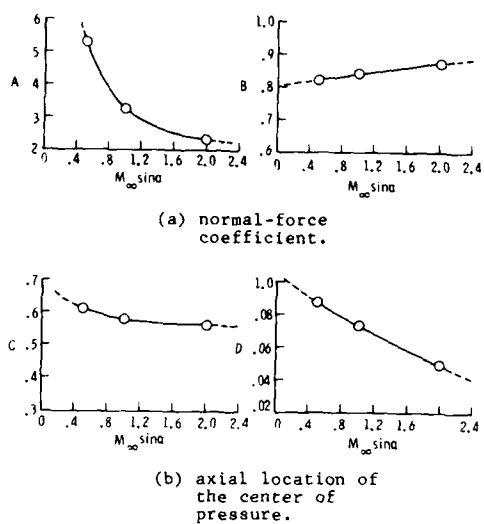 6
5
A 4
3
2
0 .4 .8 1.2 1.6 2.0 2.4
M∞sinα
1.0
.9
B .8
.7
.6
0 .4 .8 1.2 1.6 2.0 2.4
M∞sinα
(a) normal-force
coefficient.
.7
.6
C .5
.4
.3
0 .4 .8 1.2 1.6 2.0 2.4
M∞sinα
1.0
.08
D .06
.04
.02
0 .4 .8 1.2 1.6 2.0 2.4
M∞sinα
(b) axial location of
the center of
pressure.